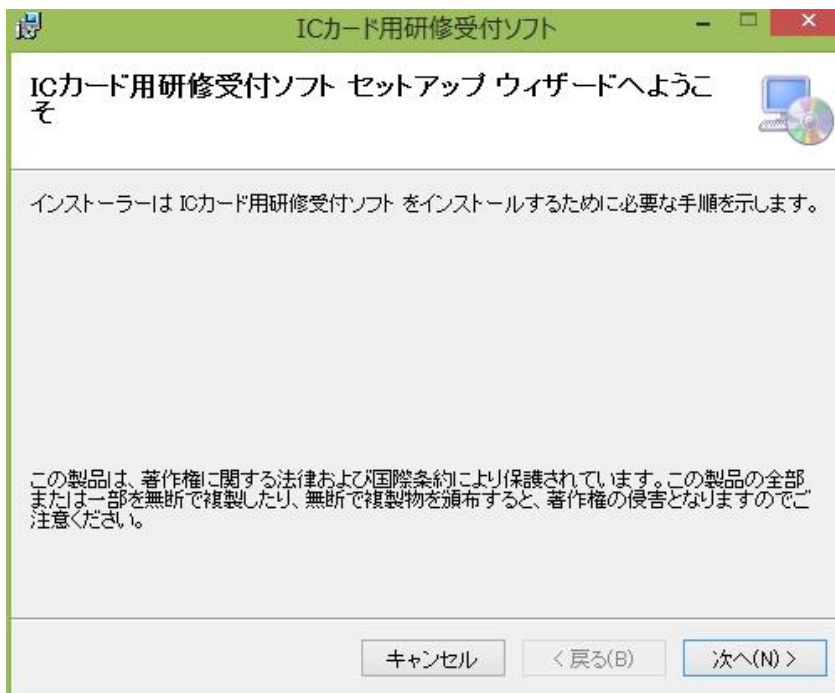 ICカード用研修受付ソフト
ICカード用研修受付ソフト セットアップ ウィザードへようこ
そ
インストーラーは ICカード用研修受付ソフト をインストールするために必要な手順を示します。
この製品は、著作権に関する法律および国際条約により保護されています。この製品の全部
または一部を無断で複製したり、無断で複製物を頒布すると、著作権の侵害となりますのでご
注意ください。
キャンセル
< 戻る(B)
次へ(N) >